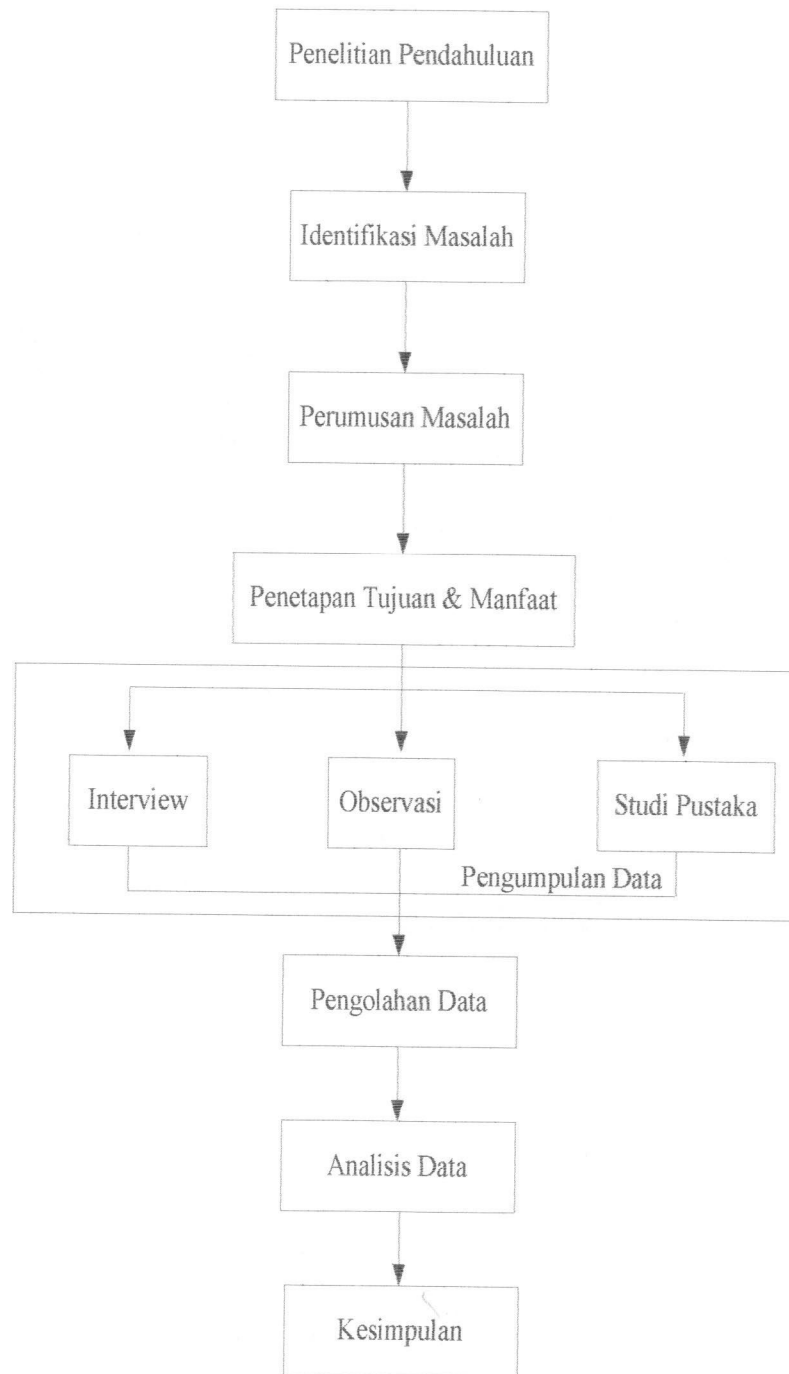 Penelitian Pendahuluan
Identifikasi Masalah
Perumusan Masalah
Penetapan Tujuan & Manfaat
Interview
Observasi
Studi Pustaka
Pengumpulan Data
Pengolahan Data
Analisis Data
Kesimpulan